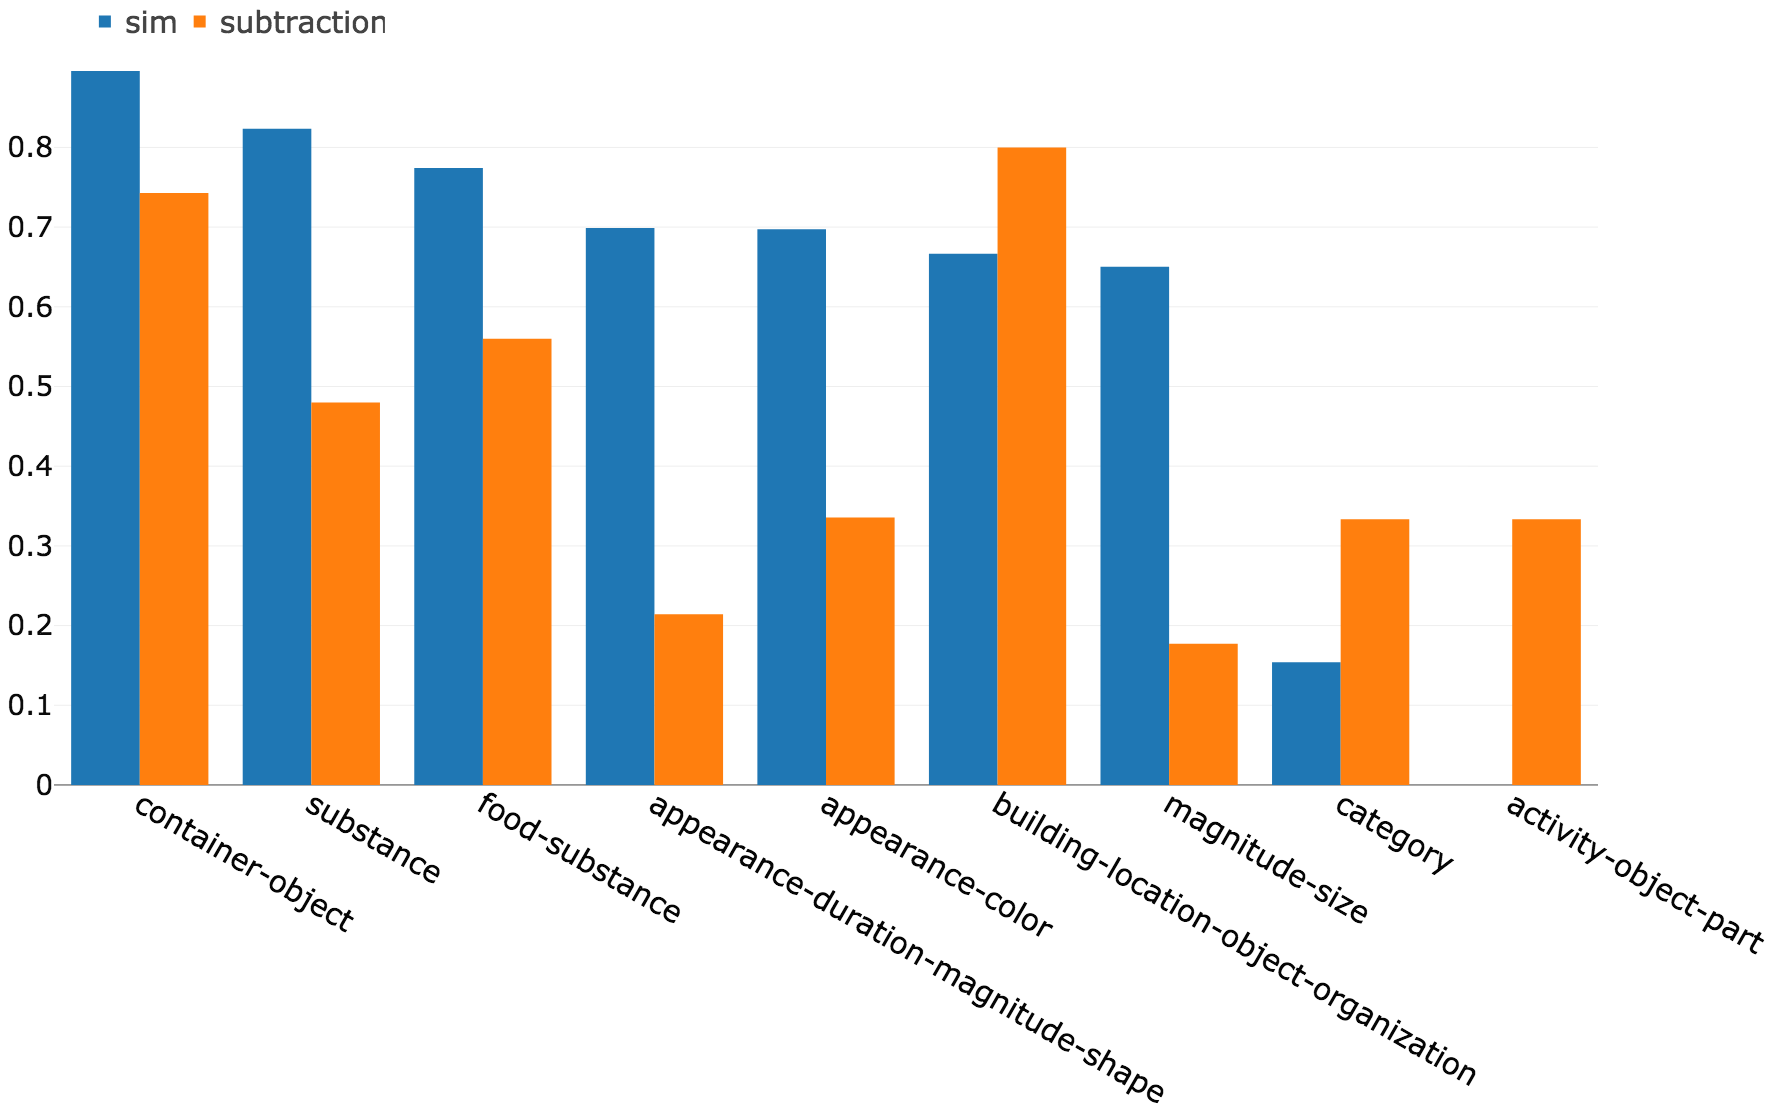 sim subtraction
0.8
0.7
0.6
0.5
0.4
0.3
0.2
0.1
0
container-object
substance
food-substance
appearance-duration-magnitude-shape
appearance-color
building-location-object-organization
magnitude-size
category
activity-object-part